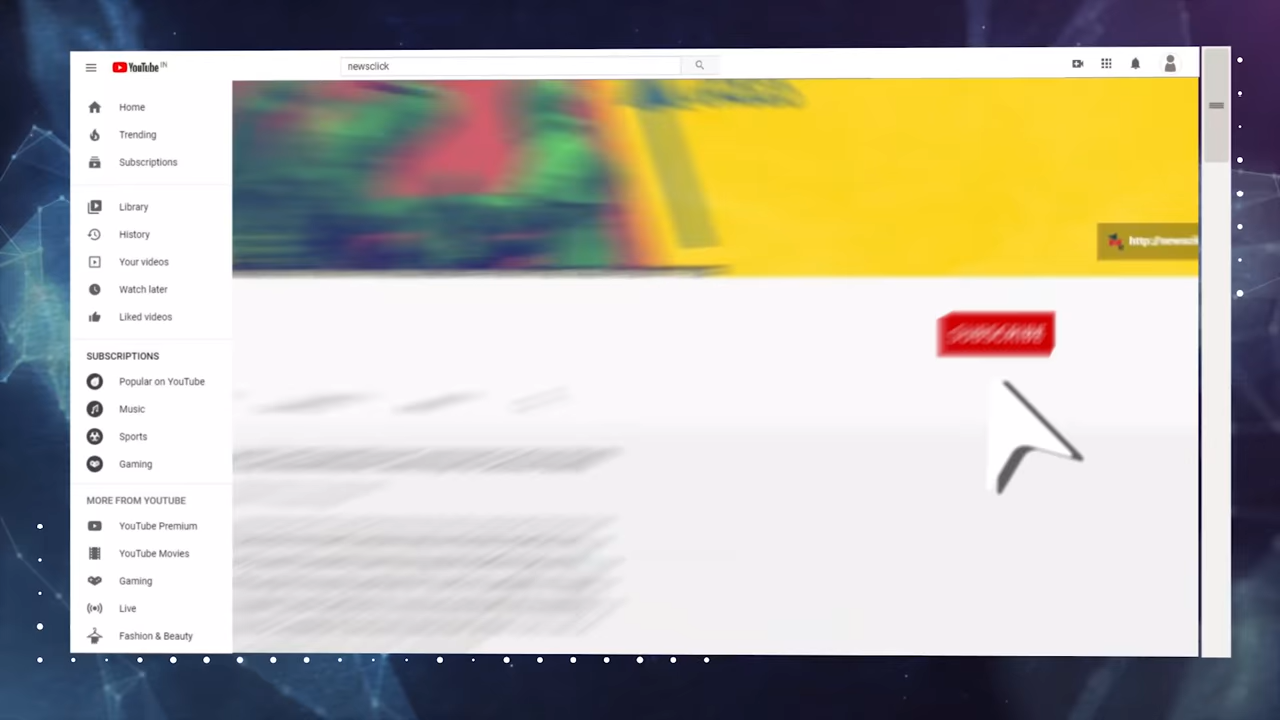 YouTube IN
newsclick
Home
Trending
Subscriptions
Library
History
Your videos
Watch later
Liked videos
SUBSCRIPTIONS
Popular on YouTube
Music
Sports
Gaming
MORE FROM YOUTUBE
YouTube Premium
YouTube Movies
Gaming
Live
Fashion & Beauty
SUBSCRIBE